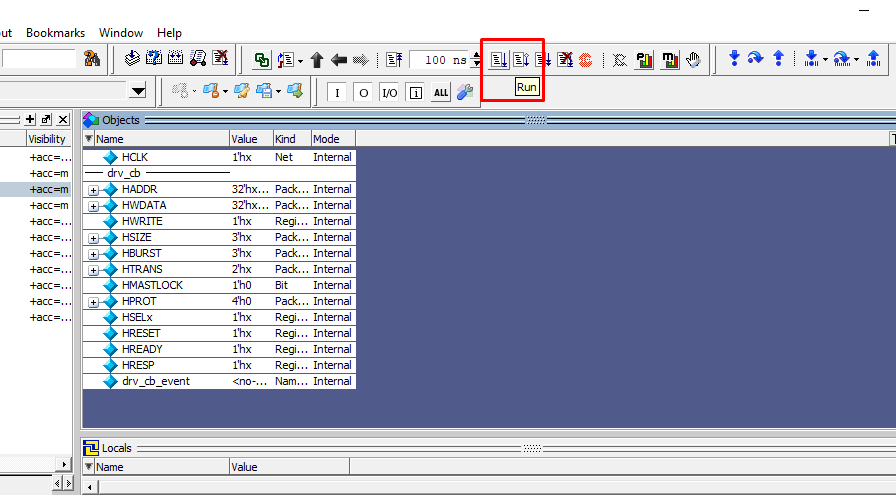 out Bookmarks Window Help
100 ns
Run
I O I/O i ALL
Objects
Visibility
Name Value Kind Mode
+acc=... HCLK 1'hx Net Internal
+acc=m drv_cb
+acc=m HADDR 32'hx... Pack... Internal
+acc=m HWDATA 32'hx... Pack... Internal
+acc=... HWRITE 1'hx Regi... Internal
+acc=... HSIZE 3'hx Pack... Internal
+acc=... HBURST 3'hx Pack... Internal
+acc=... HTRANS 2'hx Pack... Internal
+acc=... HMASTLOCK 1'h0 Bit Internal
+acc=... HPROT 4'h0 Pack... Internal
+acc=... HSELx 1'hx Regi... Internal
HRESET 1'hx Regi... Internal
HREADY 1'hx Regi... Internal
HRESP 1'hx Regi... Internal
drv_cb_event <no-... Nam... Internal
Locals
Name Value